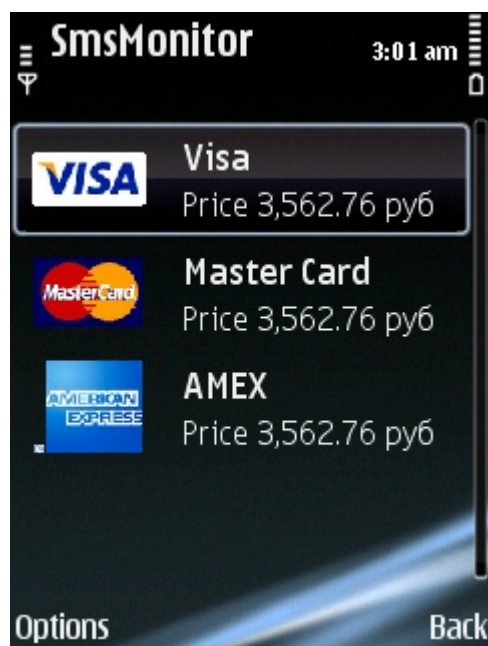 SmsMonitor
3:01 am
VISA
Visa
Price 3,562.76 руб
MasterCard
Master Card
Price 3,562.76 руб
AMERICAN
EXPRESS
AMEX
Price 3,562.76 руб
Options
Back